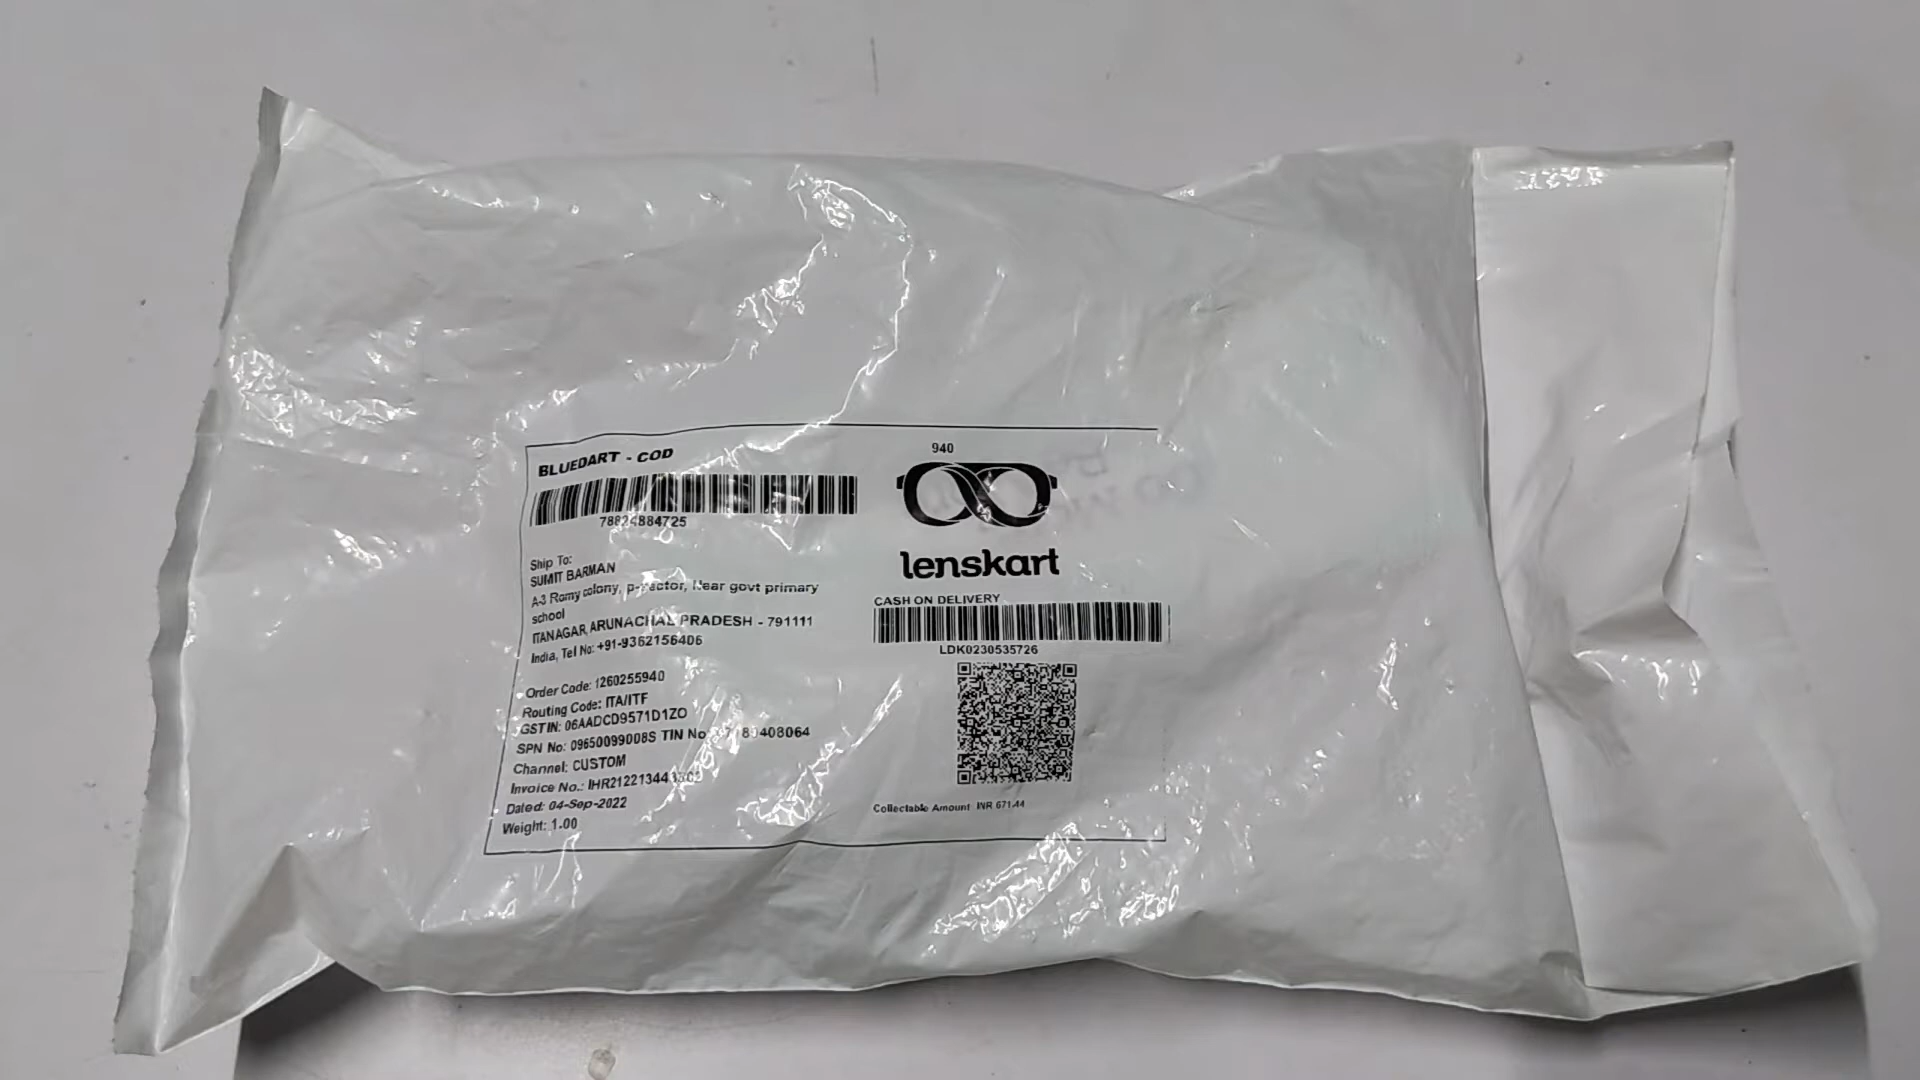 BLUEDART - COD
78824884725
Ship To:
SUMIT BARMAN
A-3 Romy colony, p-sector, Near govt primary
school
ITANAGAR, ARUNACHAL PRADESH - 791111
India, Tel No: +91-9362156406
Order Code: 1260255940
Routing Code: ITA/ITF
GSTIN: 06AADCD9571D1ZO
SPN No: 09650099008S TIN No
Channel: CUSTOM
Invoice No.:
Dated: 04-Sep-2022
Weight: 1.00
940
lenskart
CASH ON DELIVERY
LDK0230535726
Collectable Amount INR 671.44